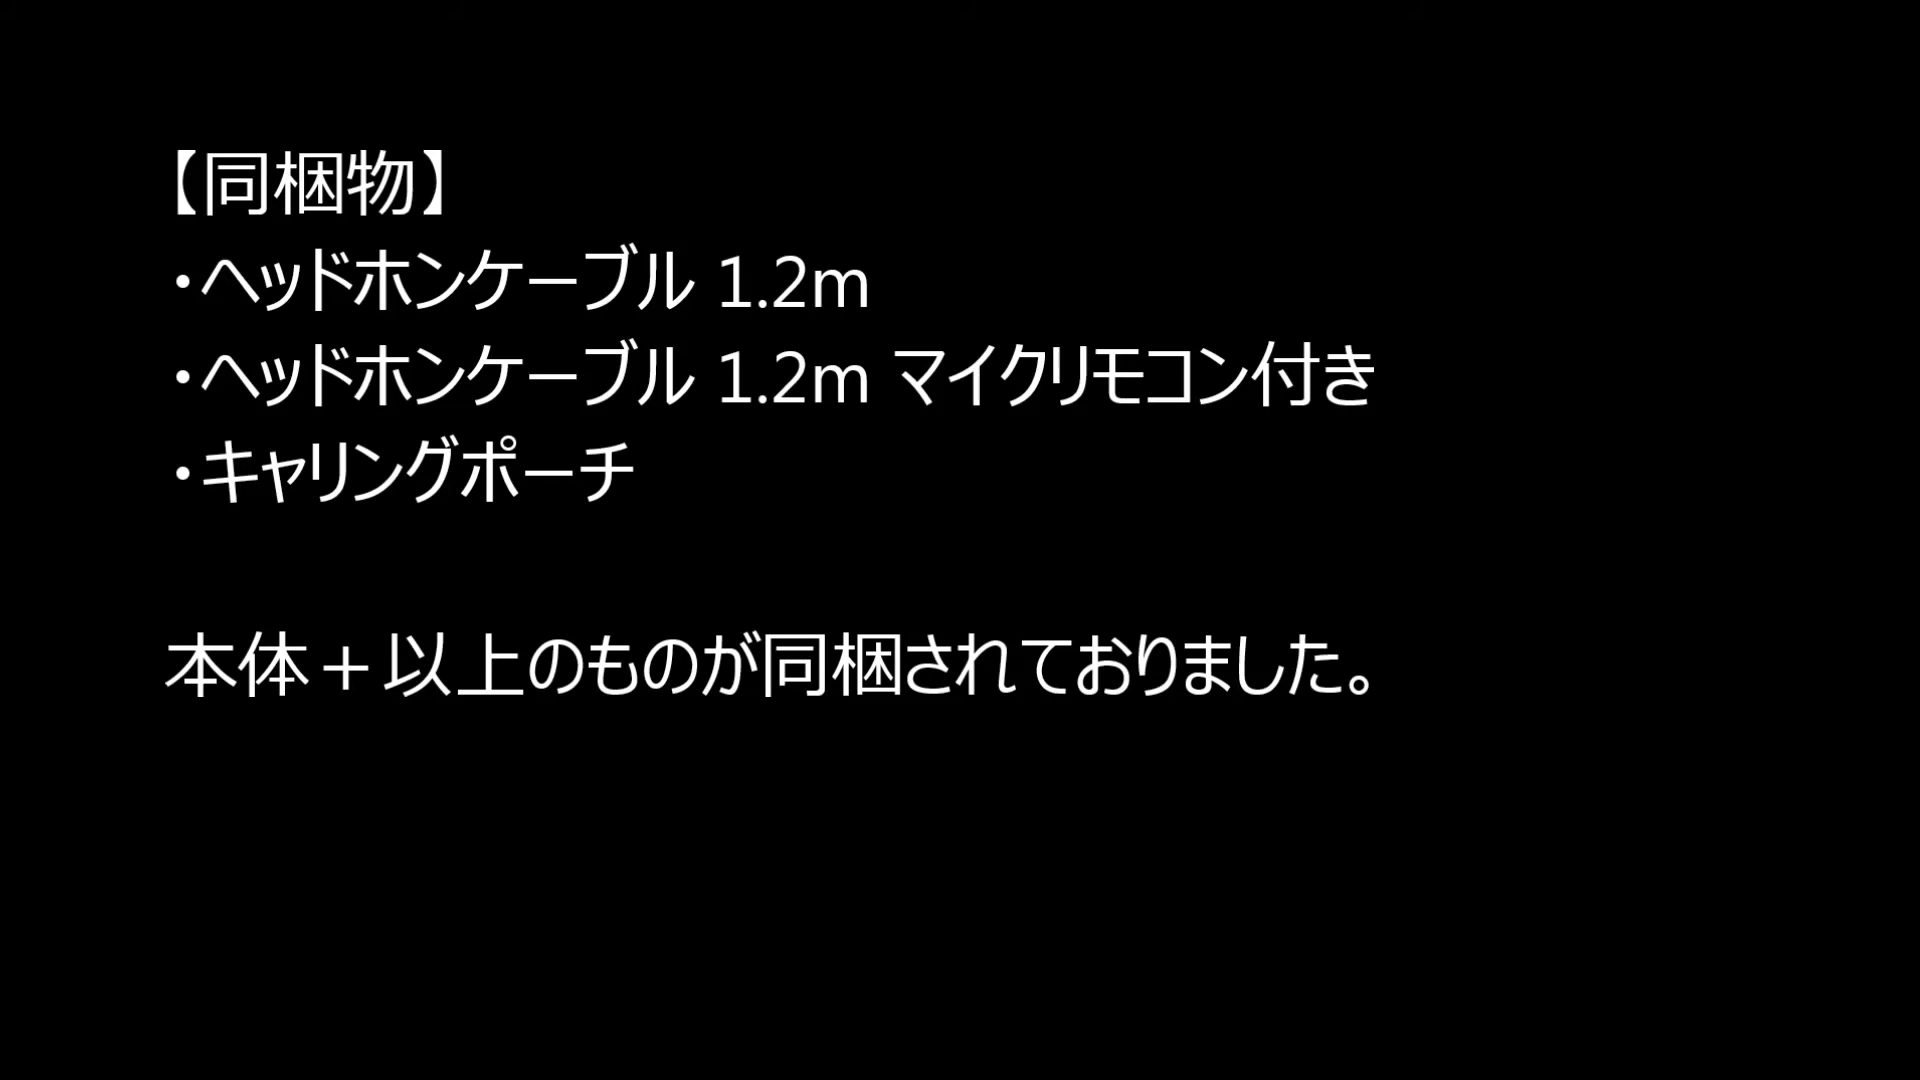 【同梱物】
・ヘッドホンケーブル 1.2m
・ヘッドホンケーブル 1.2m マイクリモコン付き
・キャリングポーチ
本体＋以上のものが同梱されておりました。